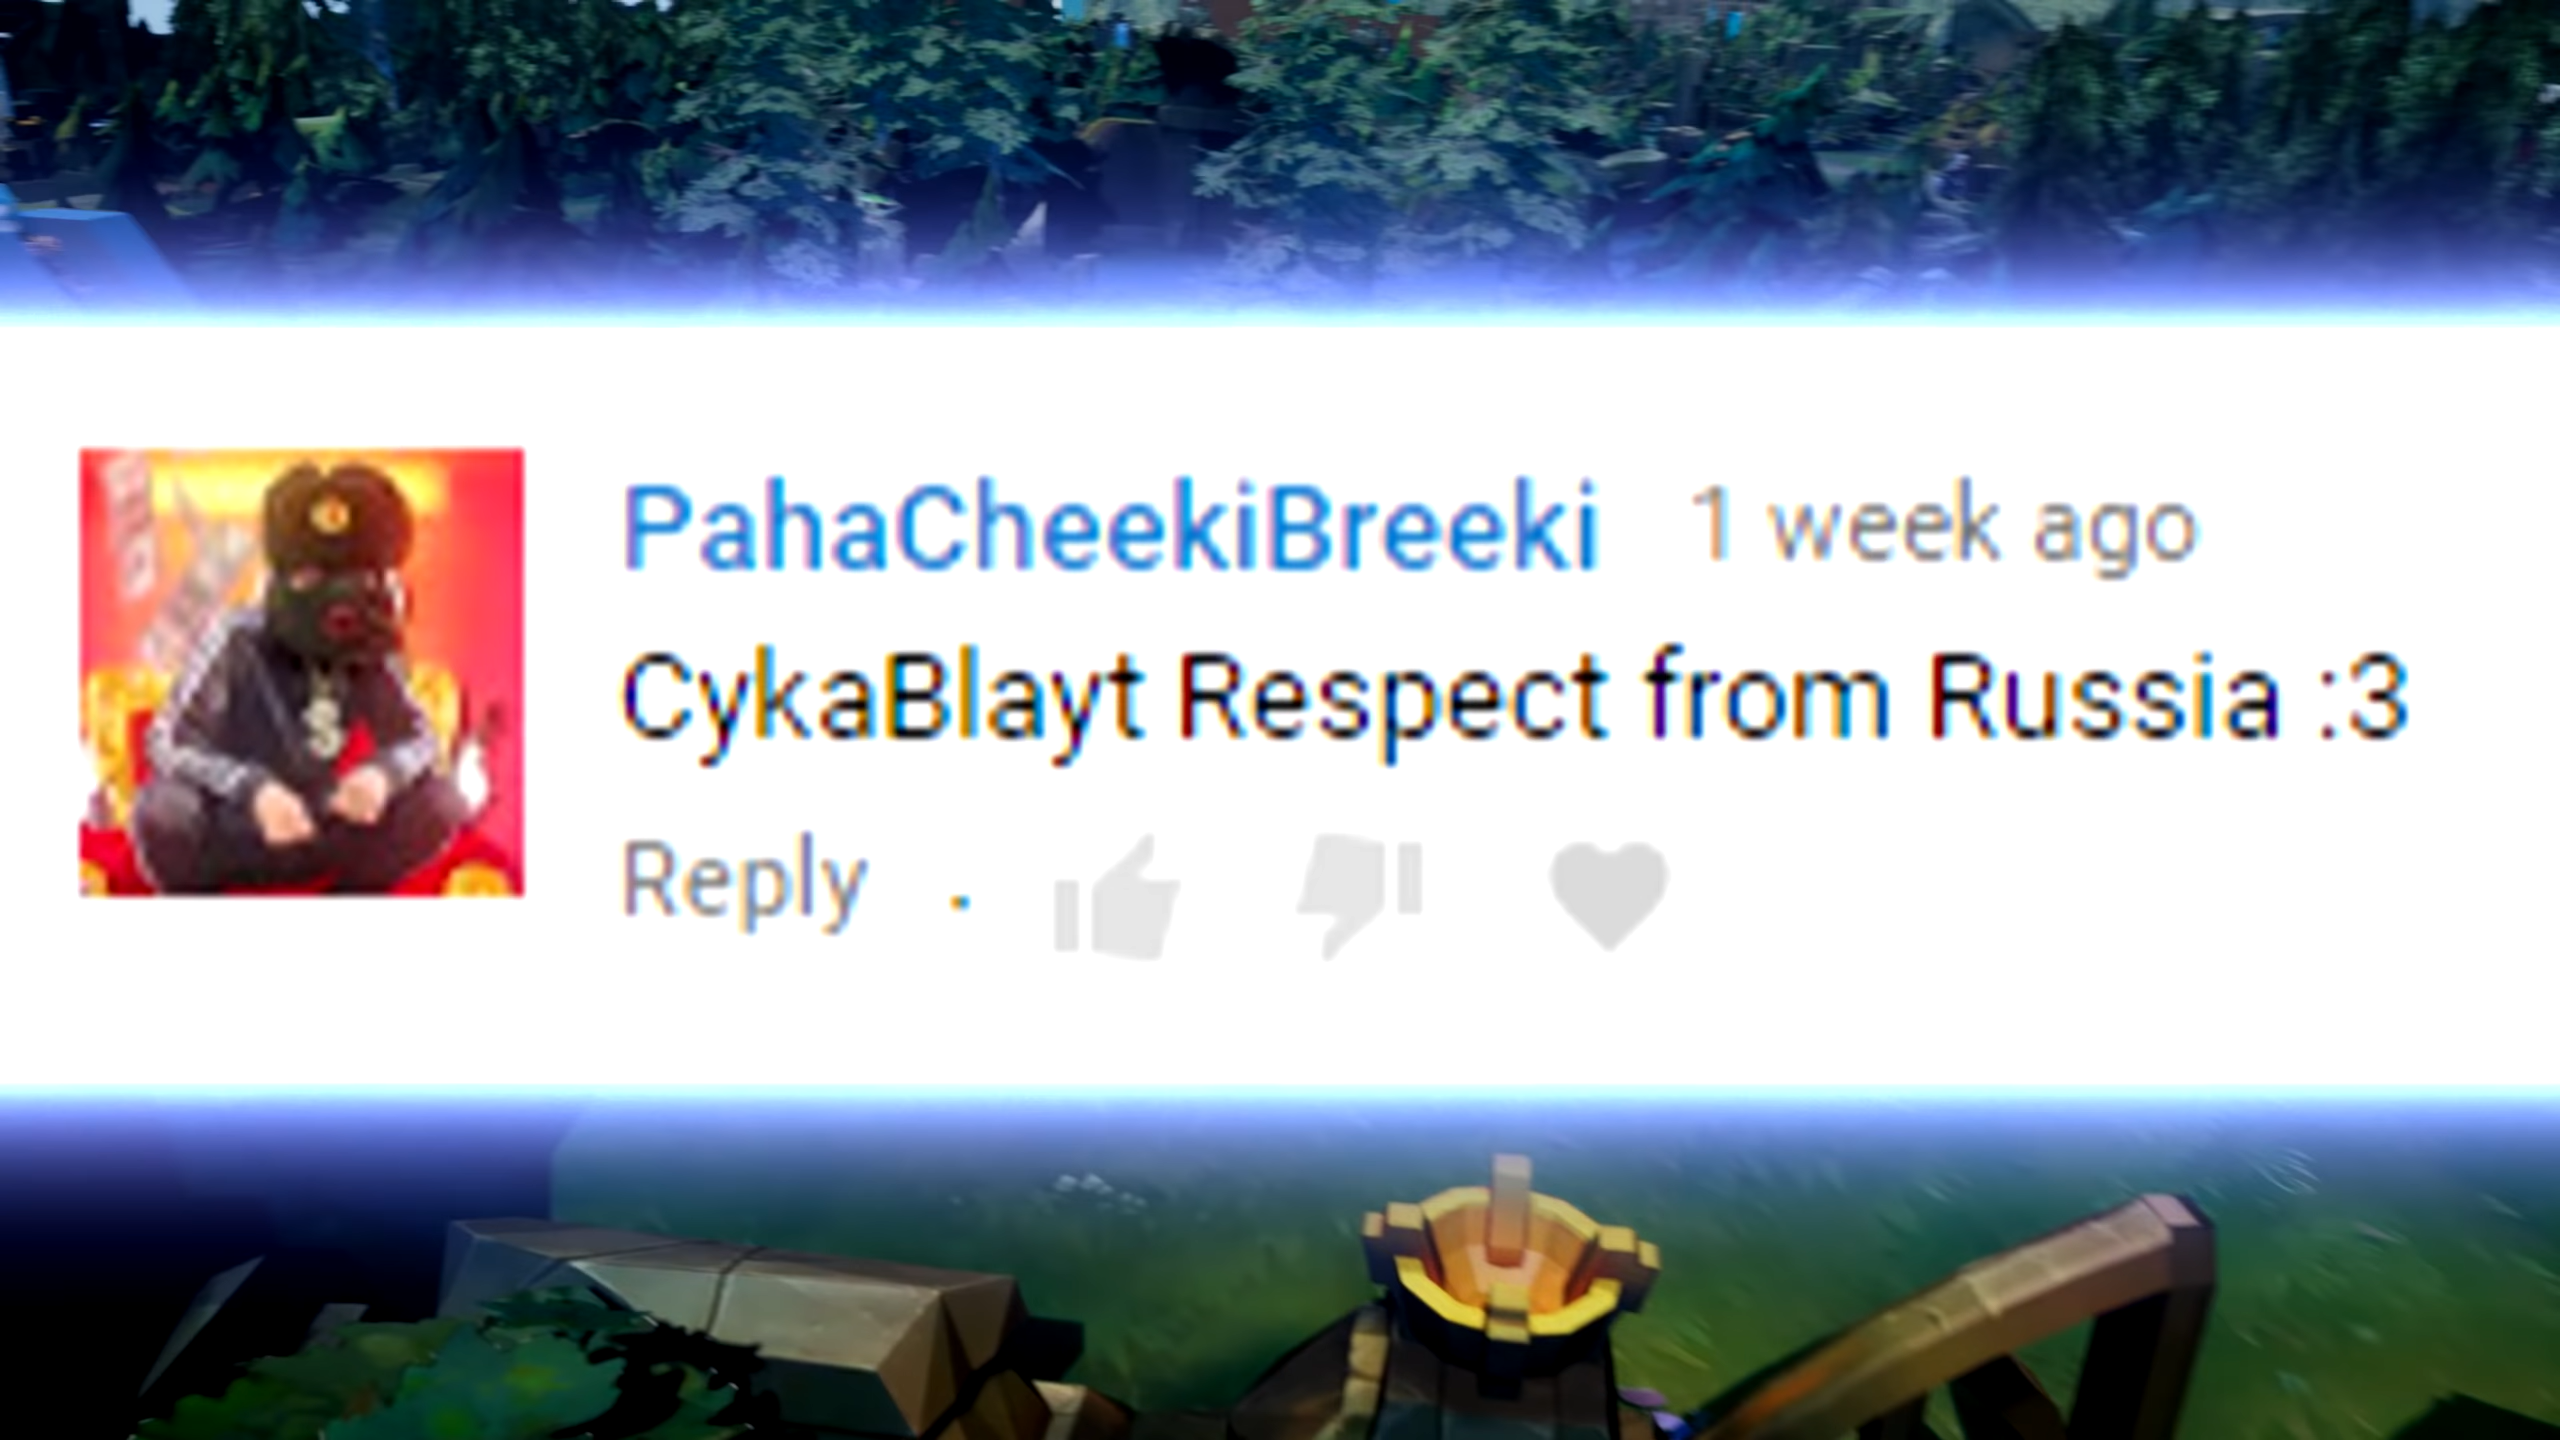 PahaCheekiBreeki 1 week ago
CykaBlayt Respect from Russia :3
Reply .